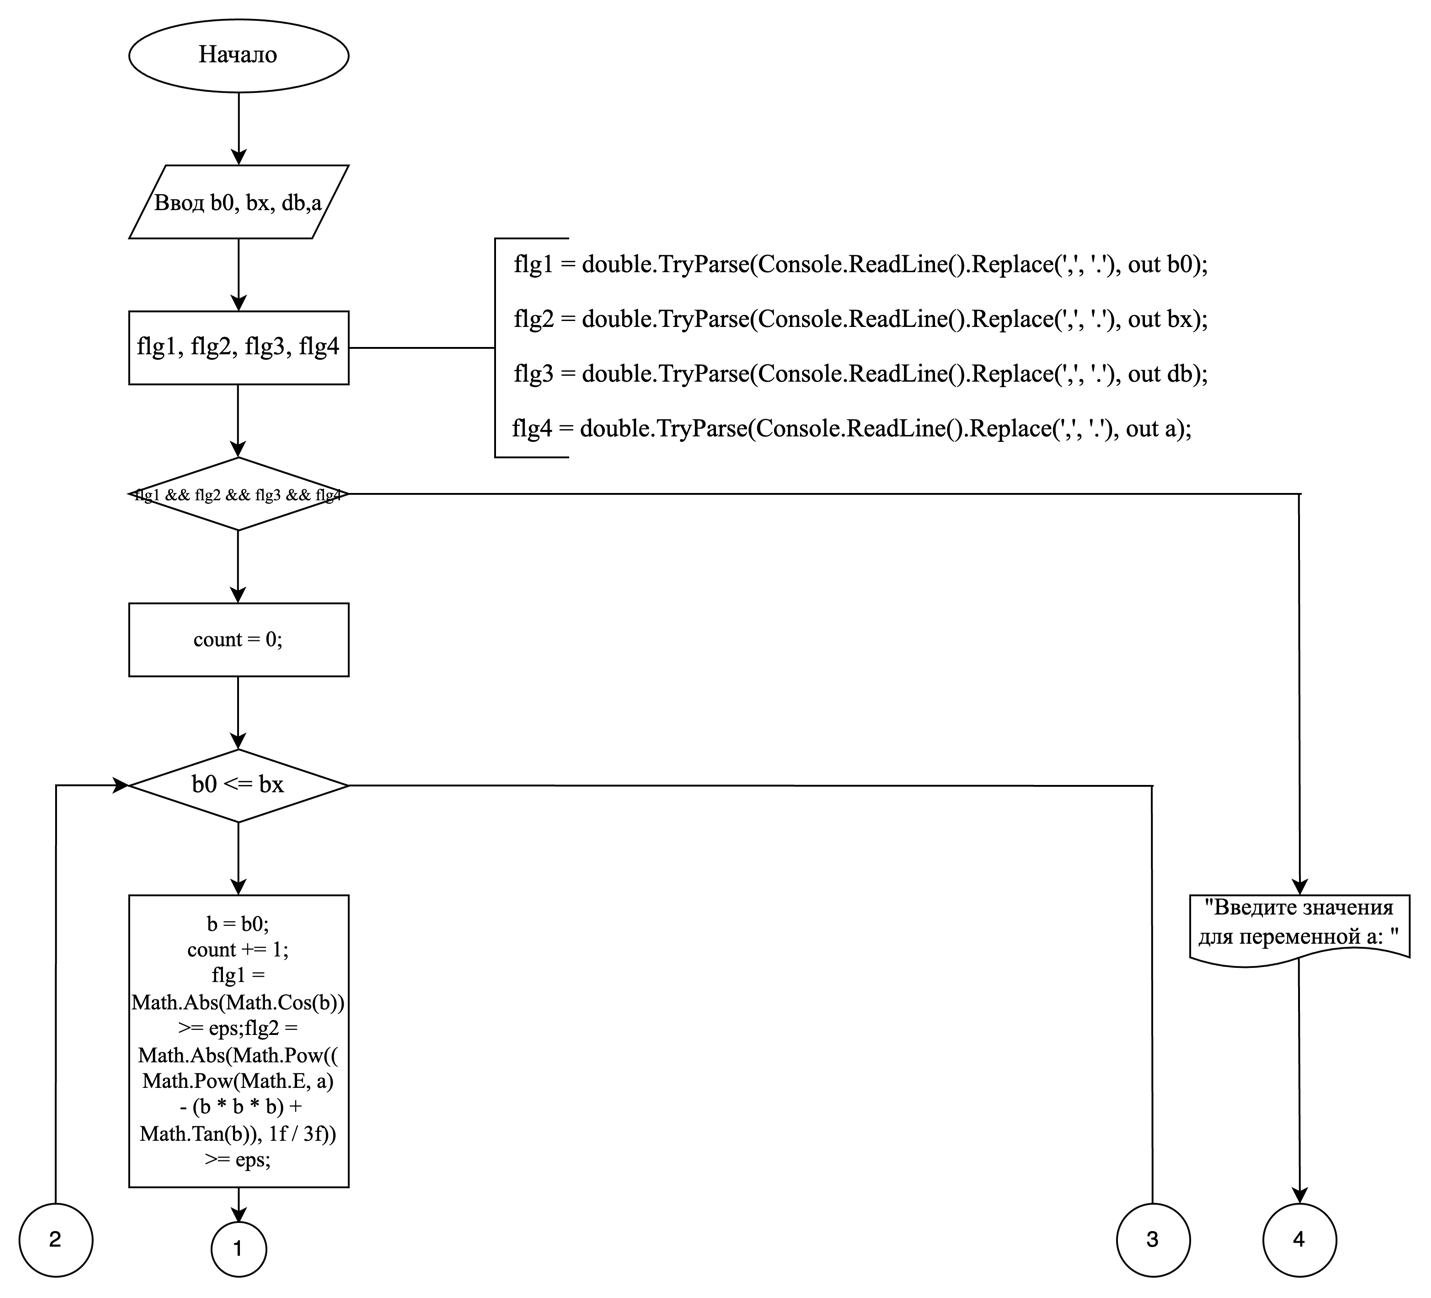 Начало
Ввод b0, bx, db,a
flg1, flg2, flg3, flg4
flg1 = double.TryParse(Console.ReadLine().Replace(',', '.'), out b0);
flg2 = double.TryParse(Console.ReadLine().Replace(',', '.'), out bx);
flg3 = double.TryParse(Console.ReadLine().Replace(',', '.'), out db);
flg4 = double.TryParse(Console.ReadLine().Replace(',', '.'), out a);
flg1 && flg2 && flg3 && flg4
count = 0;
b0 <= bx
b = b0;
count += 1;
flg1 =
Math.Abs(Math.Cos(b))
>= eps;flg2 =
Math.Abs(Math.Pow((
Math.Pow(Math.E, a)
- (b * b * b) +
Math.Tan(b)), 1f / 3f))
>= eps;
"Введите значения
для переменной a: "
2
1
3
4